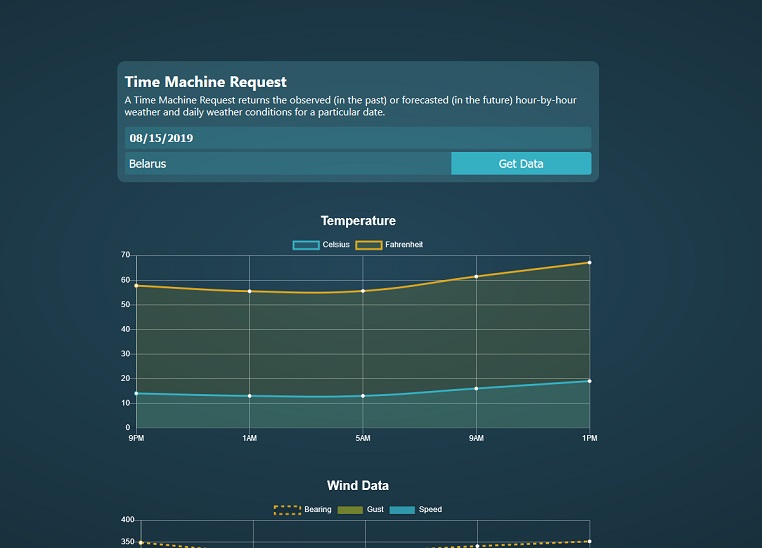 Time Machine Request
A Time Machine Request returns the observed (in the past) or forecasted (in the future) hour-by-hour
weather and daily weather conditions for a particular date.
08/15/2019
Belarus Get Data
Temperature
Celsius Fahrenheit
70
60
50
40
30
20
10
0
9PM 1AM 5AM 9AM 1PM
Wind Data
Bearing Gust Speed
400
350